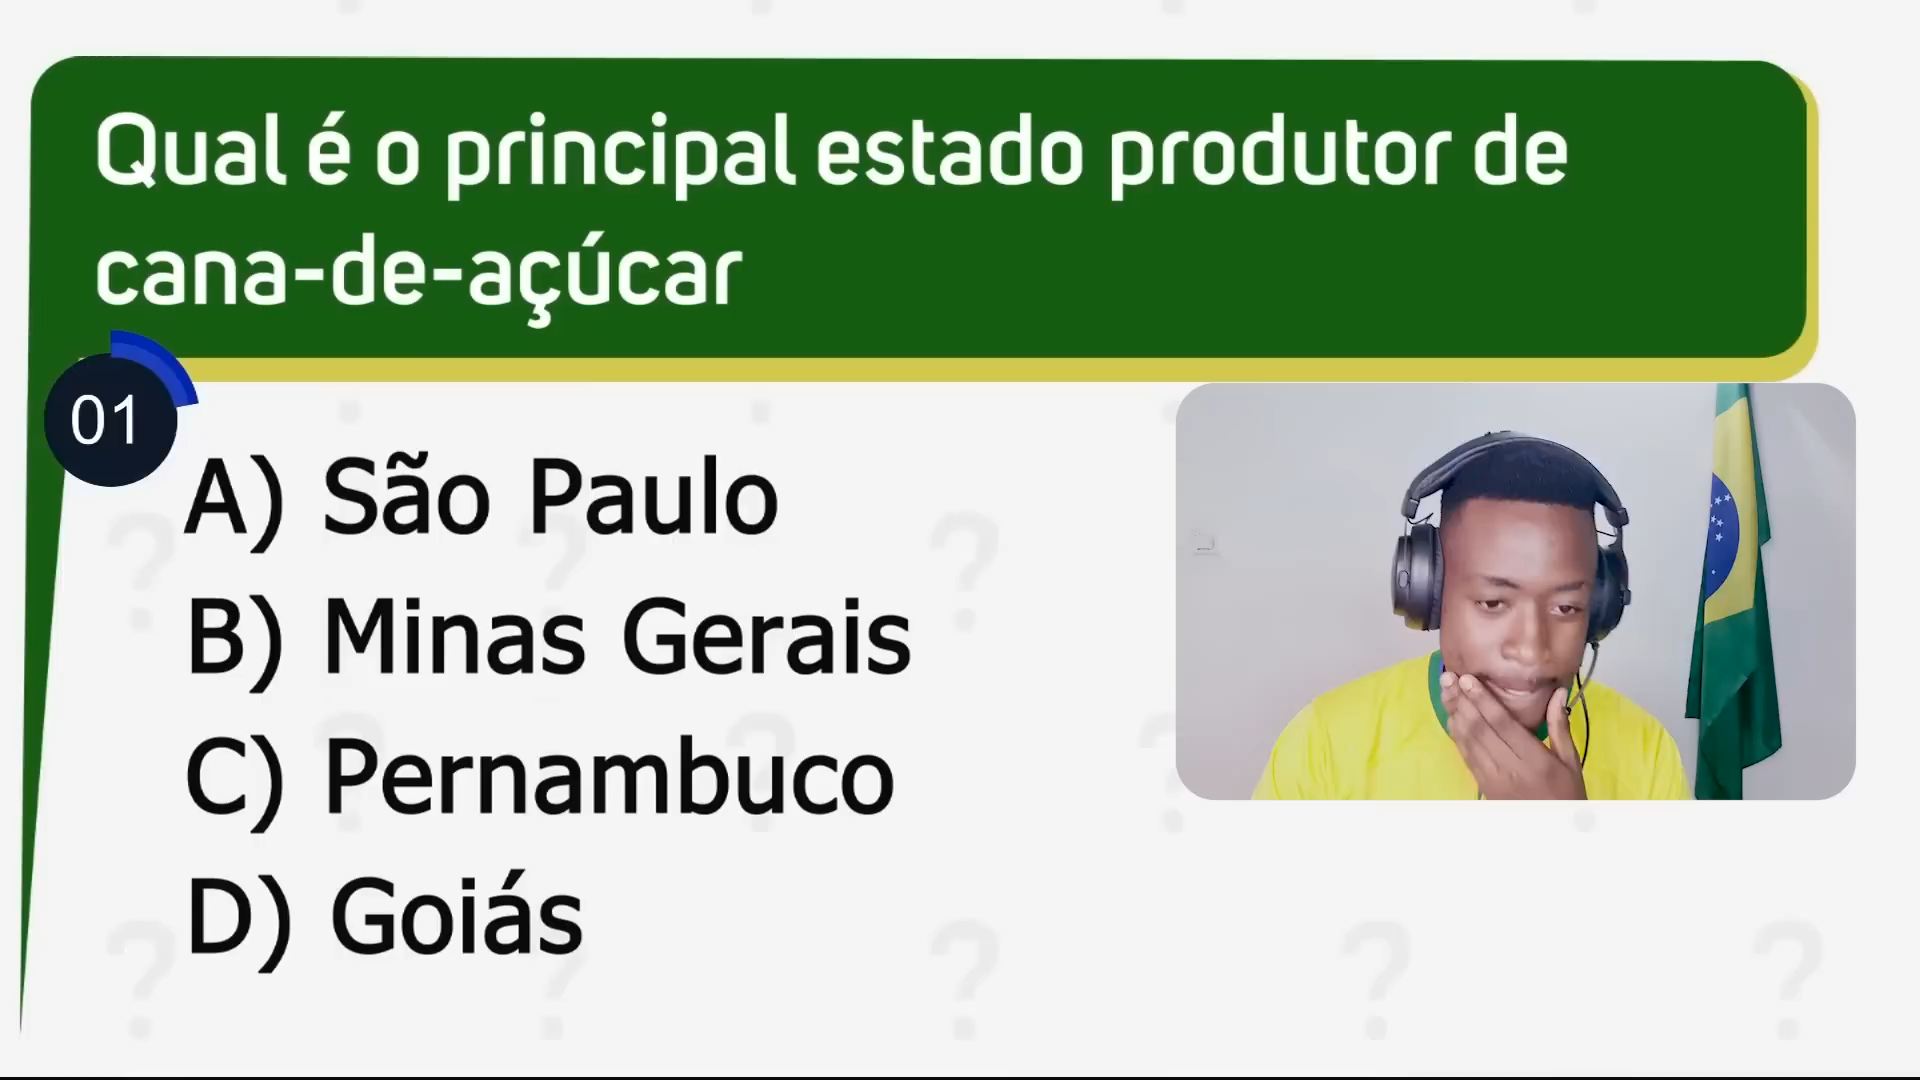 Qual é o principal estado produtor de
cana-de-açúcar
01
A) São Paulo
B) Minas Gerais
C) Pernambuco
D) Goiás